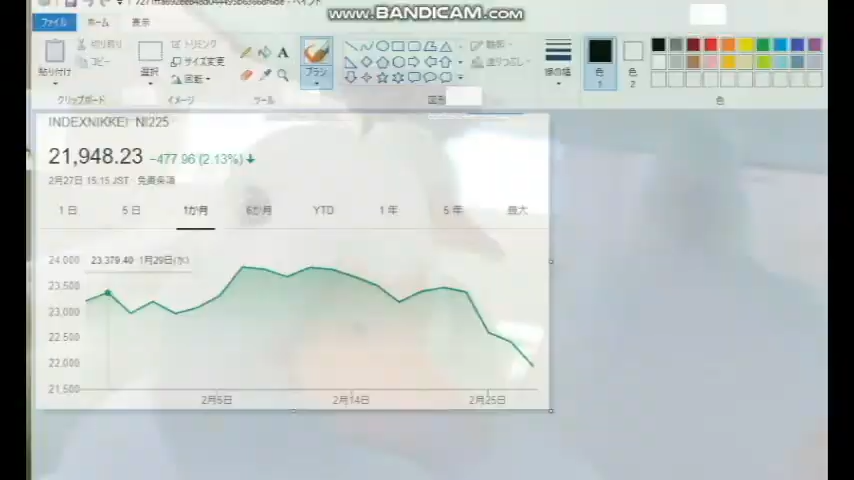 www.BANDICAM.com
ファイル
ホーム
表示
貼り付け
切り取り
コピー
クリップボード
選択
トリミング
サイズ変更
回転
イメージ
ツール
ブラシ
図形
輪郭
塗りつぶし
線の幅
色
1
色
2
色
INDEXNIKKEI: NI225
21,948.23 −477.96 (2.13%)
2月27日 15:15 JST · 免責条項
1日
5日
1か月
6か月
YTD
1年
5年
最大
23,379.40 1月29日(水)
24,000
23,500
23,000
22,500
22,000
21,500
2月5日
2月14日
2月25日